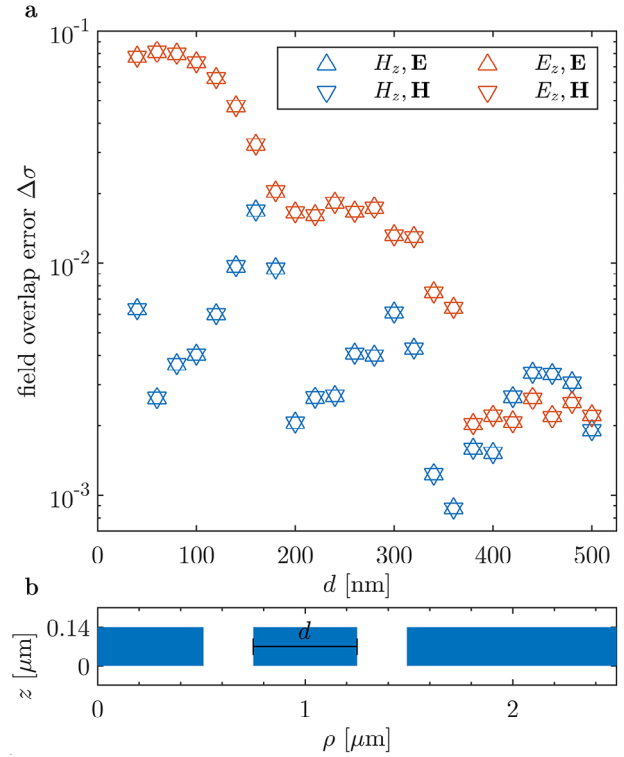 a
10⁻¹
H_z, E E_z, E
H_z, H E_z, H
field overlap error Δσ
10⁻²
10⁻³
0 100 200 300 400 500
d [nm]
b
0.14
d
z [μm]
0
0 1 2
ρ [μm]